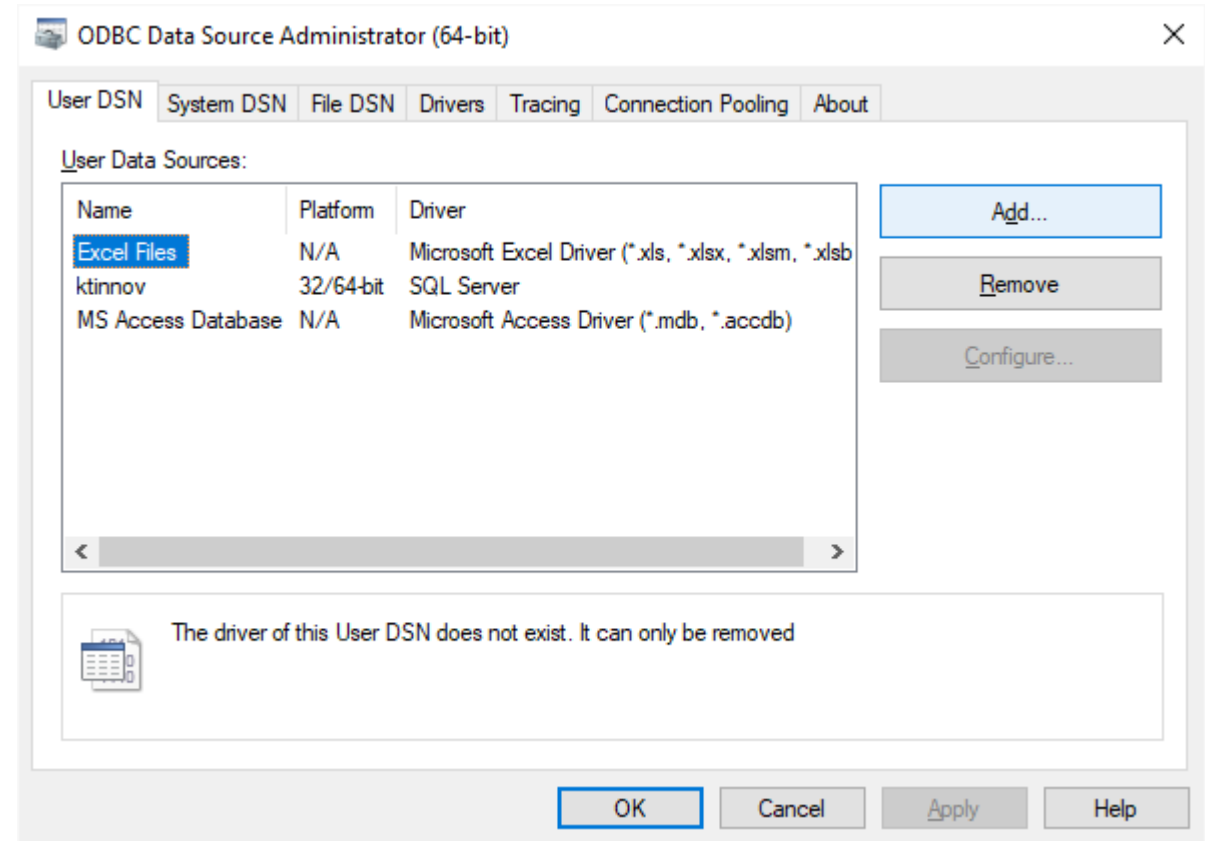 ODBC Data Source Administrator (64-bit)
User DSN System DSN File DSN Drivers Tracing Connection Pooling About
User Data Sources:
Name Platform Driver
Excel Files N/A Microsoft Excel Driver (*.xls, *.xlsx, *.xlsm, *.xlsb
ktinnov 32/64-bit SQL Server
MS Access Database N/A Microsoft Access Driver (*.mdb, *.accdb)
Add...
Remove
Configure...
The driver of this User DSN does not exist. It can only be removed
OK Cancel Apply Help